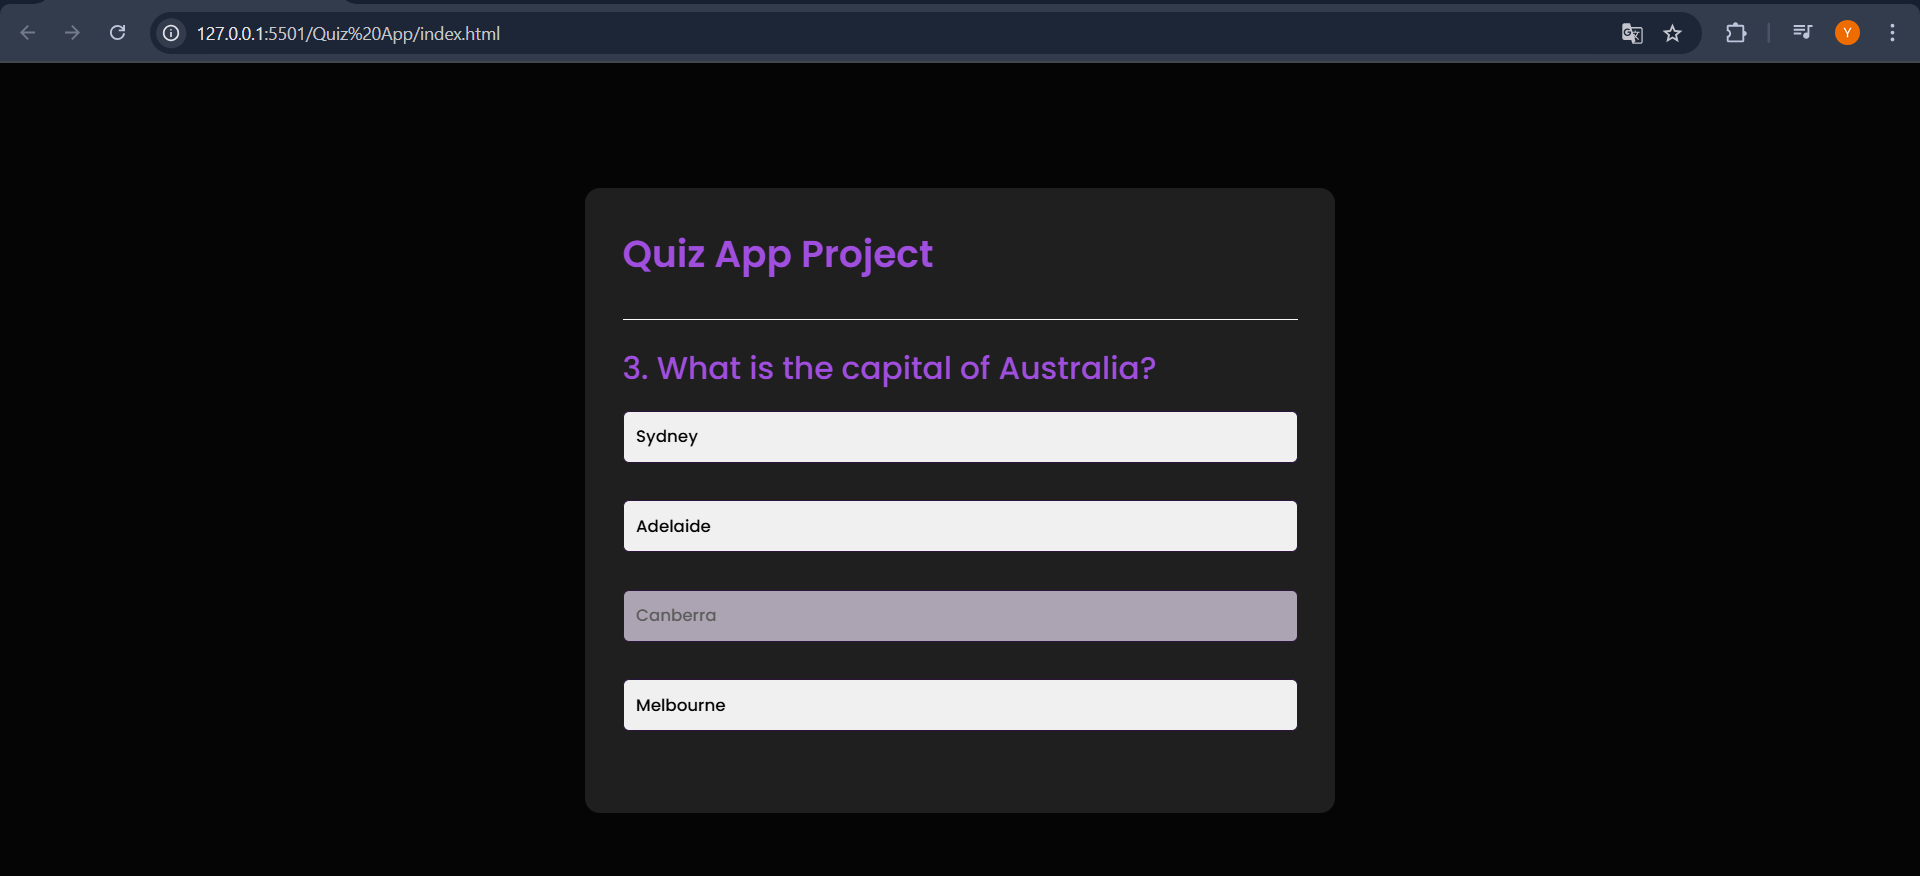 127.0.0.1:5501/Quiz%20App/index.html
Y
Quiz App Project
3. What is the capital of Australia?
Sydney
Adelaide
Canberra
Melbourne